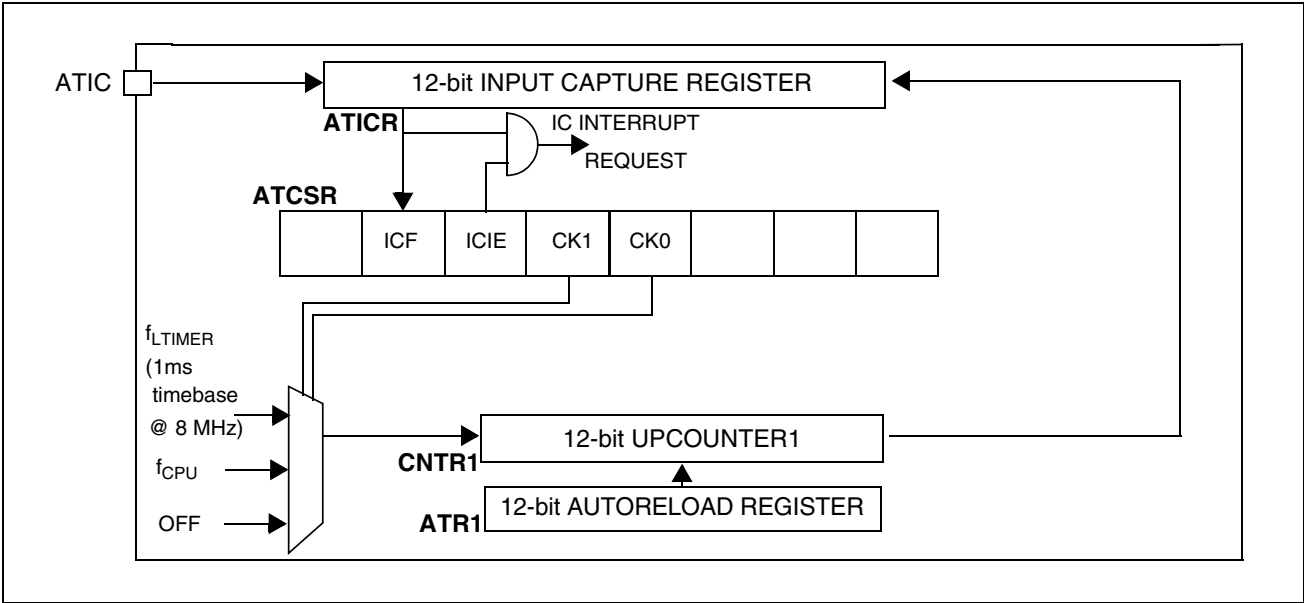 ATIC
12-bit INPUT CAPTURE REGISTER
ATICR
IC INTERRUPT
REQUEST
ATCSR
ICF ICIE CK1 CK0
fLTIMER
(1ms
timebase
@ 8 MHz)
fCPU
OFF
12-bit UPCOUNTER1
CNTR1
12-bit AUTORELOAD REGISTER
ATR1